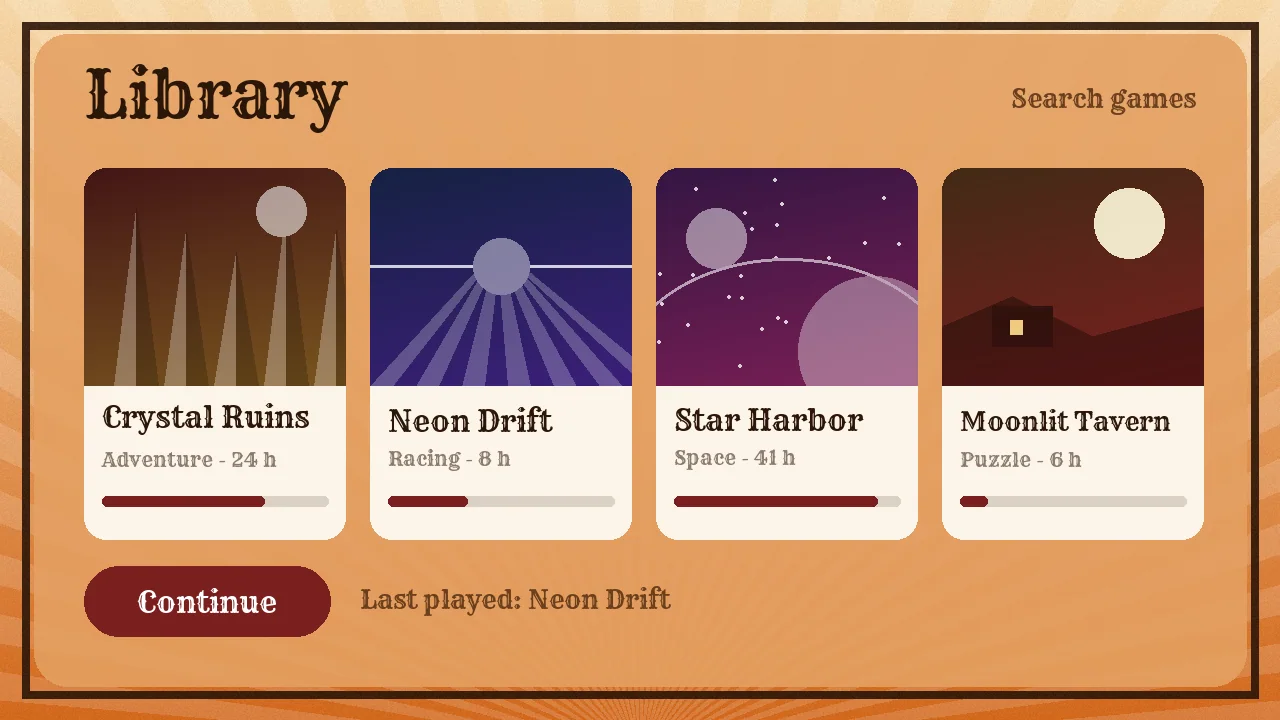 Library
Search games
Crystal Ruins
Adventure - 24 h
Neon Drift
Racing - 8 h
Star Harbor
Space - 41 h
Moonlit Tavern
Puzzle - 6 h
Continue
Last played: Neon Drift